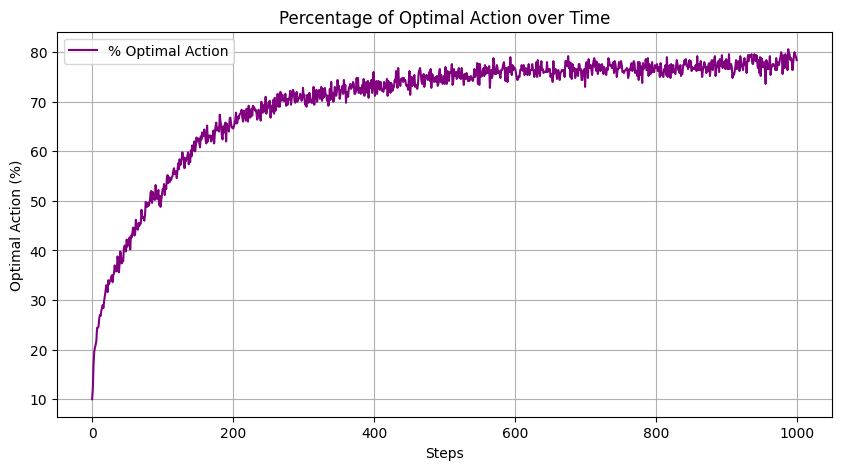 Percentage of Optimal Action over Time
% Optimal Action
Optimal Action (%)
80
70
60
50
40
30
20
10
0 200 400 600 800 1000
Steps